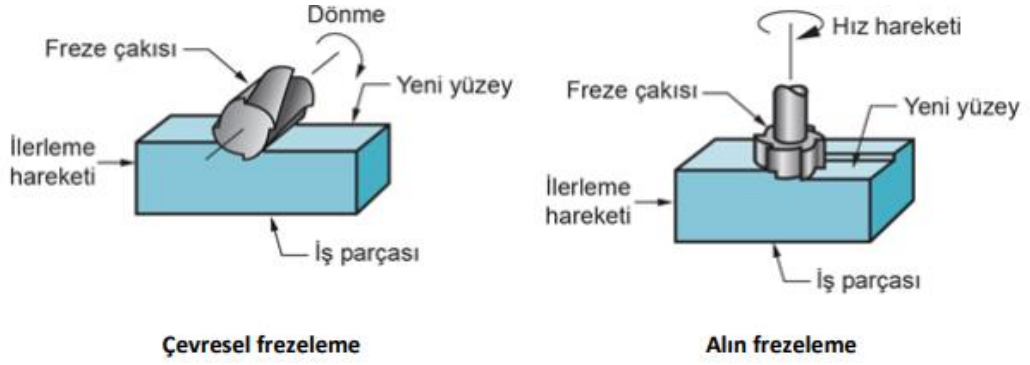 Dönme
Freze çakısı
Yeni yüzey
İlerleme
hareketi
İş parçası
Çevresel frezeleme
Hız hareketi
Freze çakısı
Yeni yüzey
İlerleme
hareketi
İş parçası
Alın frezeleme